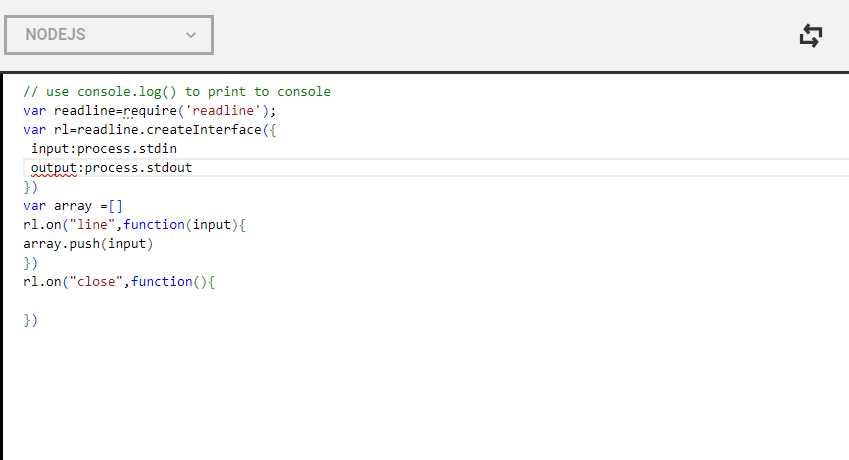 NODEJS
// use console.log() to print to console
var readline=require('readline');
var rl=readline.createInterface({
 input:process.stdin
 output:process.stdout
})
var array =[]
rl.on("line",function(input){
array.push(input)
})
rl.on("close",function(){

})